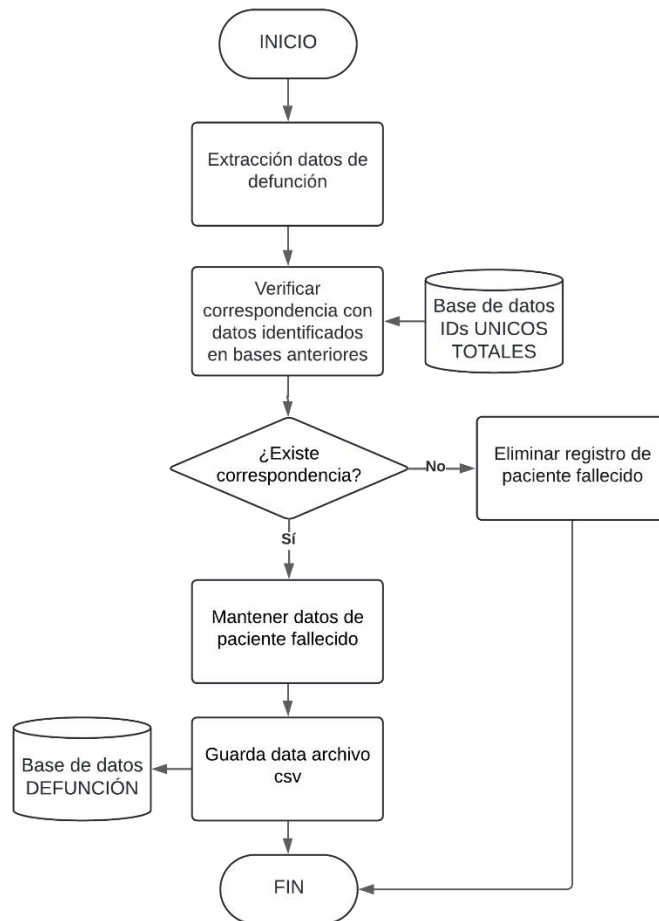 INICIO
Extracción datos de
defunción
Verificar
correspondencia con
datos identificados
en bases anteriores
Base de datos
IDs UNICOS
TOTALES
¿Existe
correspondencia?
No
Eliminar registro de
paciente fallecido
Sí
Mantener datos de
paciente fallecido
Guarda data archivo
csv
Base de datos
DEFUNCIÓN
FIN